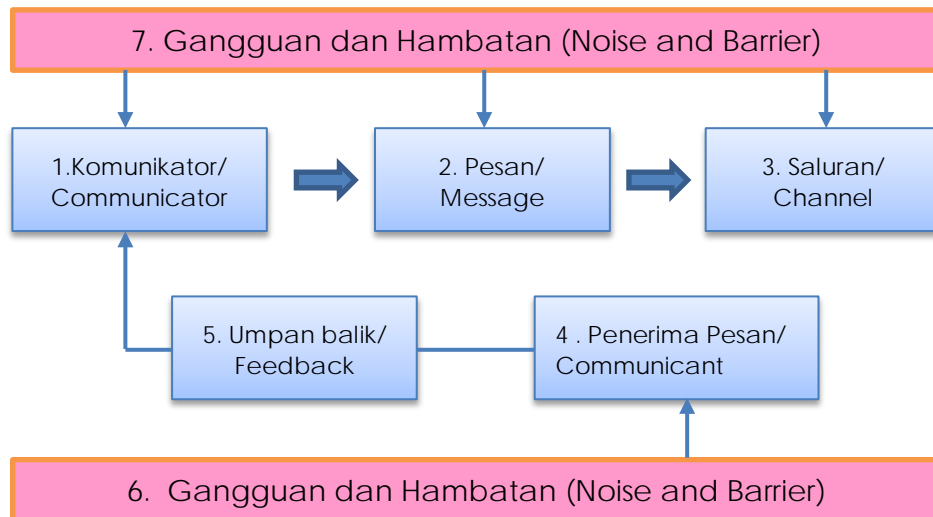 7. Gangguan dan Hambatan (Noise and Barrier)
1.Komunikator/
Communicator
2. Pesan/
Message
3. Saluran/
Channel
5. Umpan balik/
Feedback
4 . Penerima Pesan/
Communicant
6. Gangguan dan Hambatan (Noise and Barrier)